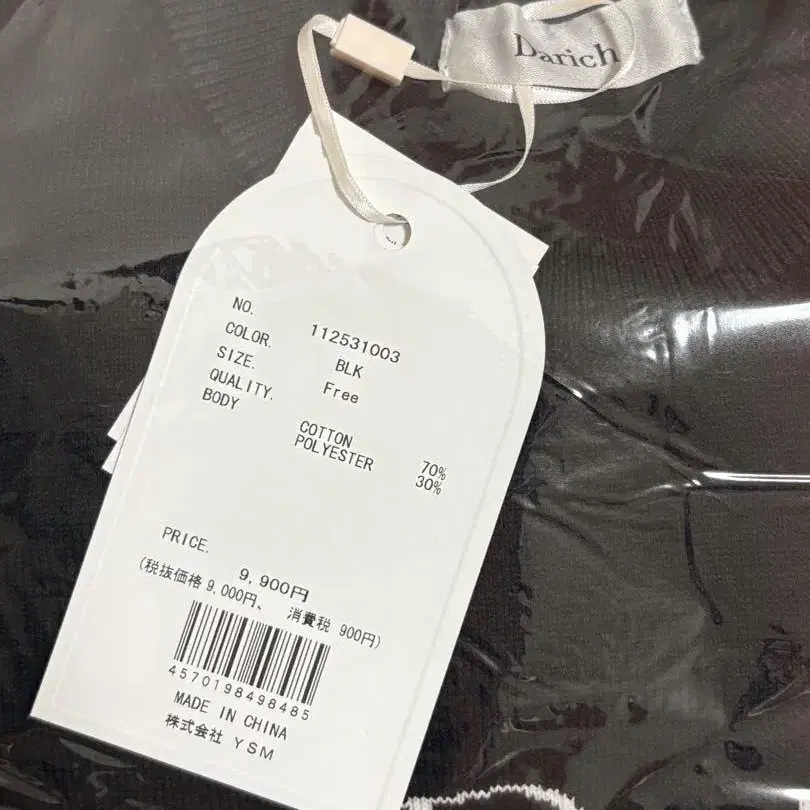 Darich
NO. 112531003
COLOR. BLK
SIZE. Free
QUALITY.
BODY
COTTON 70%
POLYESTER 30%
PRICE.
9,900円
(税抜価格 9,000円、 消費税 900円)
4570198498485
MADE IN CHINA
株式会社 YSM